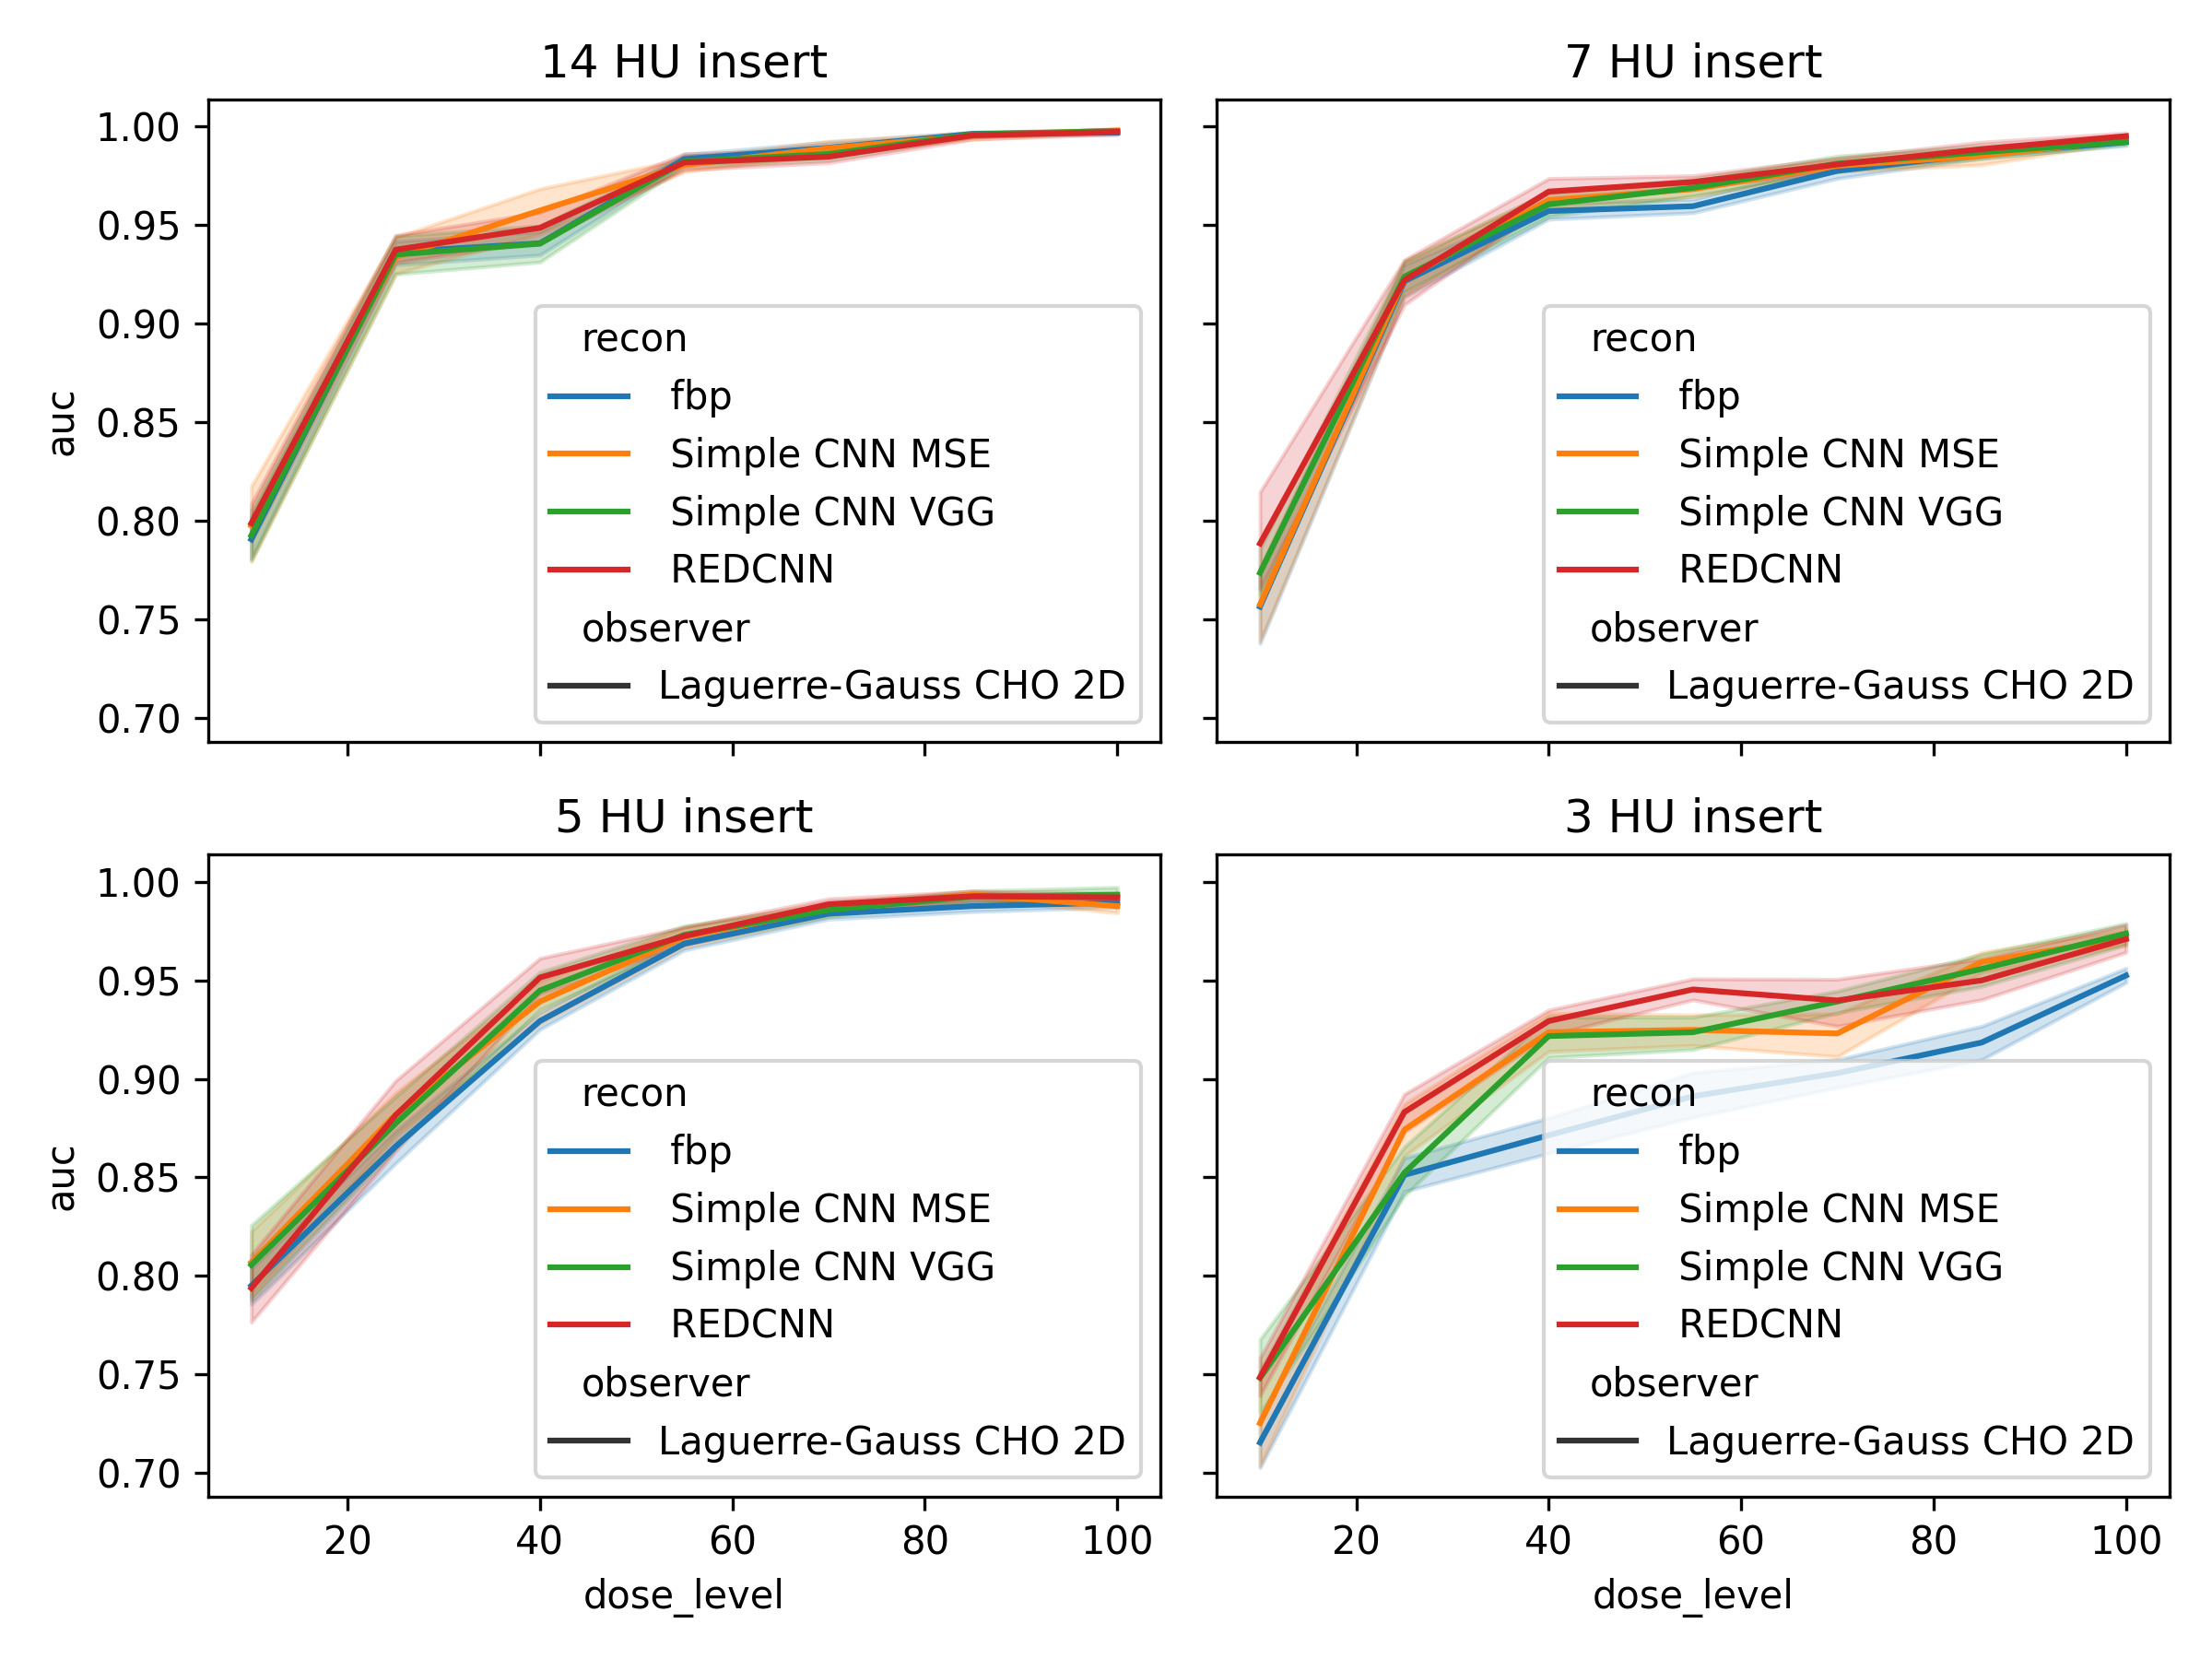 14 HU insert
auc
1.00
0.95
0.90
0.85
0.80
0.75
0.70
recon
fbp
Simple CNN MSE
Simple CNN VGG
REDCNN
observer
Laguerre-Gauss CHO 2D
7 HU insert
recon
fbp
Simple CNN MSE
Simple CNN VGG
REDCNN
observer
Laguerre-Gauss CHO 2D
5 HU insert
auc
1.00
0.95
0.90
0.85
0.80
0.75
0.70
recon
fbp
Simple CNN MSE
Simple CNN VGG
REDCNN
observer
Laguerre-Gauss CHO 2D
20 40 60 80 100
dose_level
3 HU insert
recon
fbp
Simple CNN MSE
Simple CNN VGG
REDCNN
observer
Laguerre-Gauss CHO 2D
20 40 60 80 100
dose_level